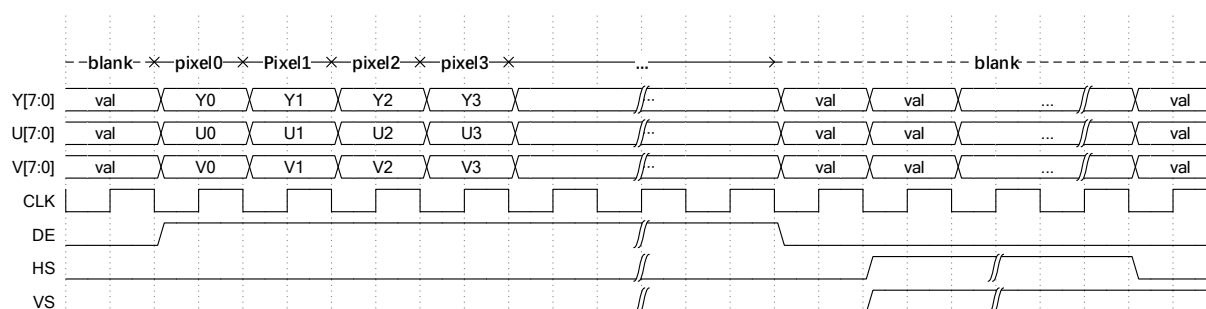 blank pixel0 Pixel1 pixel2 pixel3 ... blank
Y[7:0] val Y0 Y1 Y2 Y3 .. val val ... val
U[7:0] val U0 U1 U2 U3 .. val val ... val
V[7:0] val V0 V1 V2 V3 .. val val ... val
CLK
DE
HS
VS